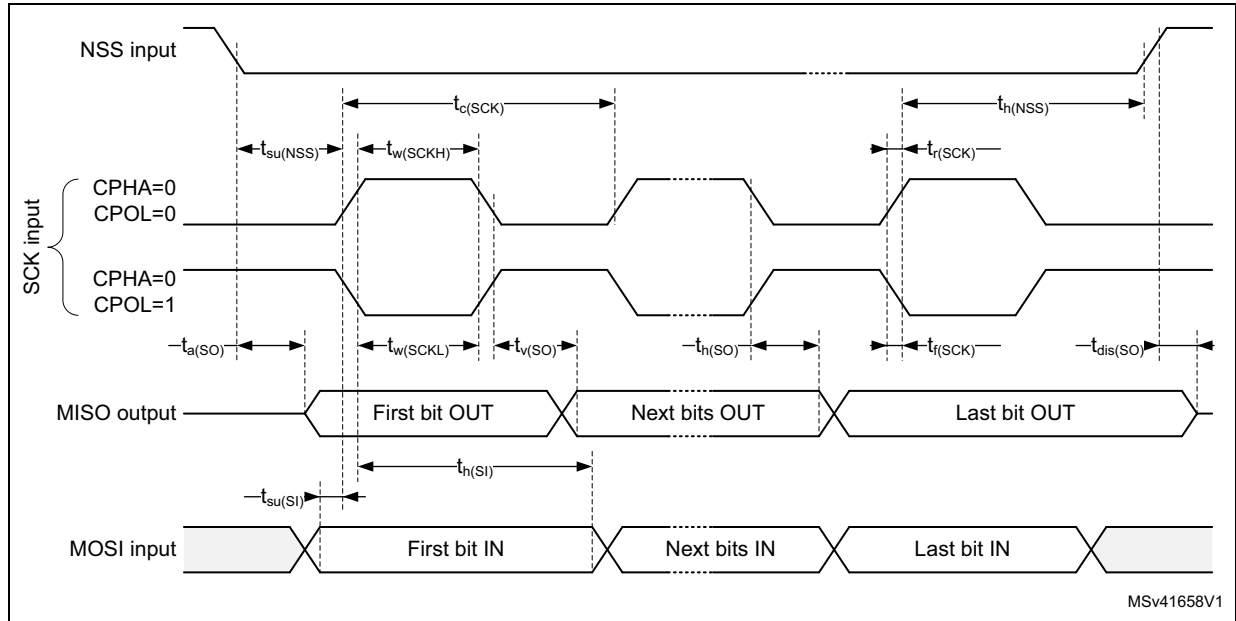 NSS input
tc(SCK)
th(NSS)
tsu(NSS)
tw(SCKH)
tr(SCK)
SCK input
CPHA=0
CPOL=0
CPHA=0
CPOL=1
ta(SO)
tw(SCKL)
tv(SO)
th(SO)
tf(SCK)
tdis(SO)
MISO output
First bit OUT
Next bits OUT
Last bit OUT
th(SI)
tsu(SI)
MOSI input
First bit IN
Next bits IN
Last bit IN
MSv41658V1